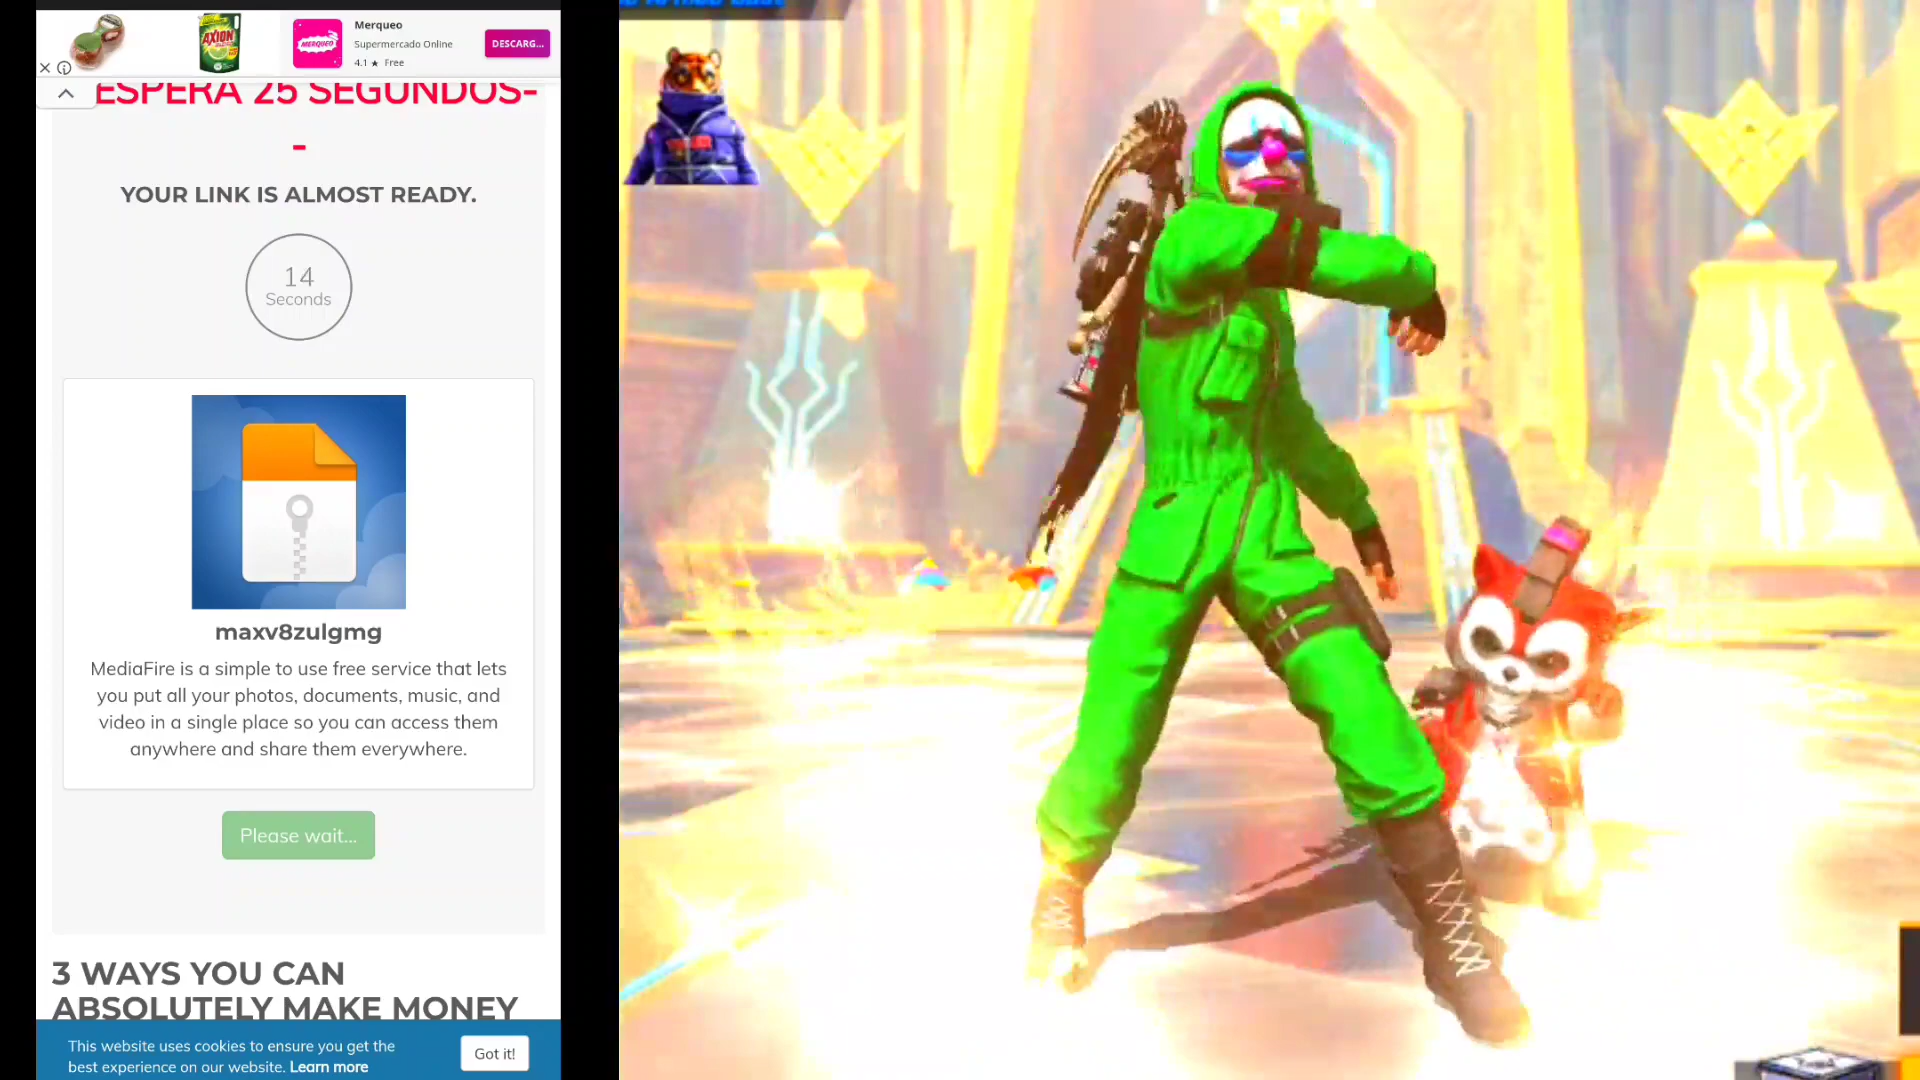 Merqueo
Supermercado Online
4.1 ★ Free
DESCARG...
AXION
MERQUEO
ESPERA 25 SEGUNDOS-
-
YOUR LINK IS ALMOST READY.
14
Seconds
maxv8zulgmg
MediaFire is a simple to use free service that lets
you put all your photos, documents, music, and
video in a single place so you can access them
anywhere and share them everywhere.
Please wait...
3 WAYS YOU CAN
ABSOLUTELY MAKE MONEY
This website uses cookies to ensure you get the
best experience on our website. Learn more
Got it!